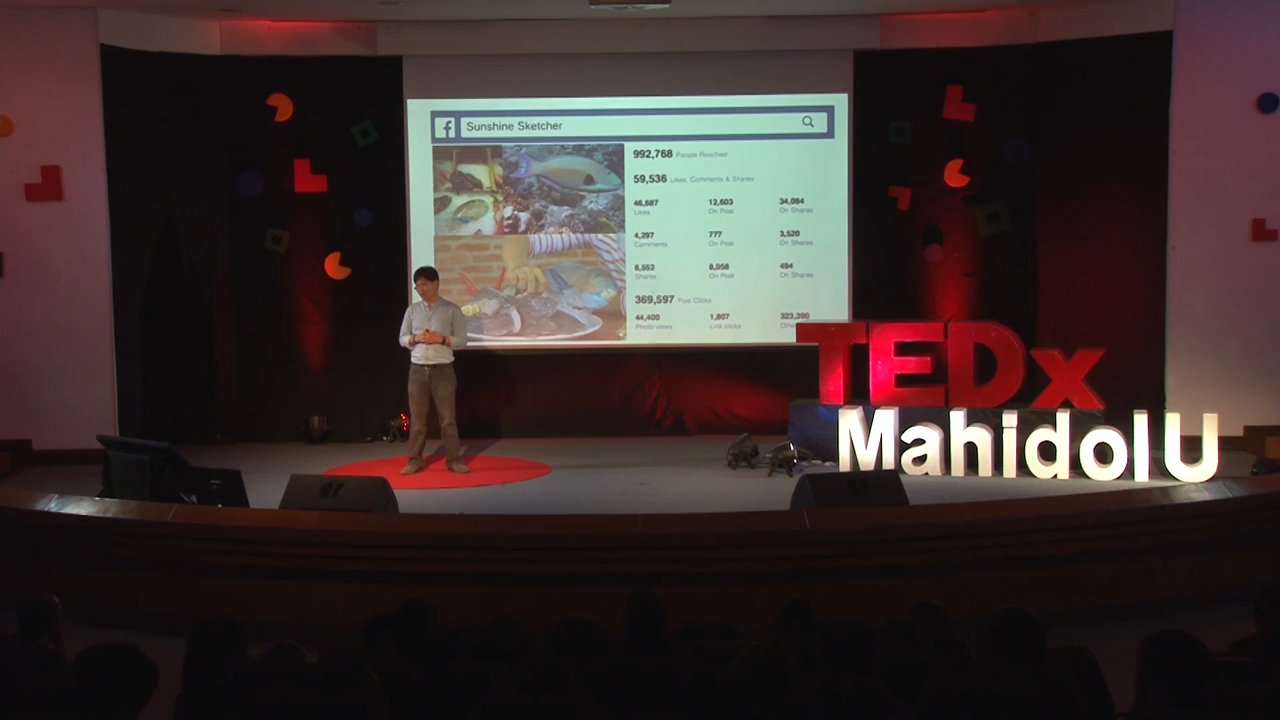 f Sunshine Sketcher
992,768 People Reached
59,536 Likes, Comments & Shares
46,687 12,603 34,084
Likes On Post On Shares
4,297 777 3,520
Comments On Post On Shares
8,552 8,058 494
Shares On Post On Shares
369,597 Post Clicks
44,400 1,807 323,390
Photo views Link clicks Other
TEDx
MahidolU